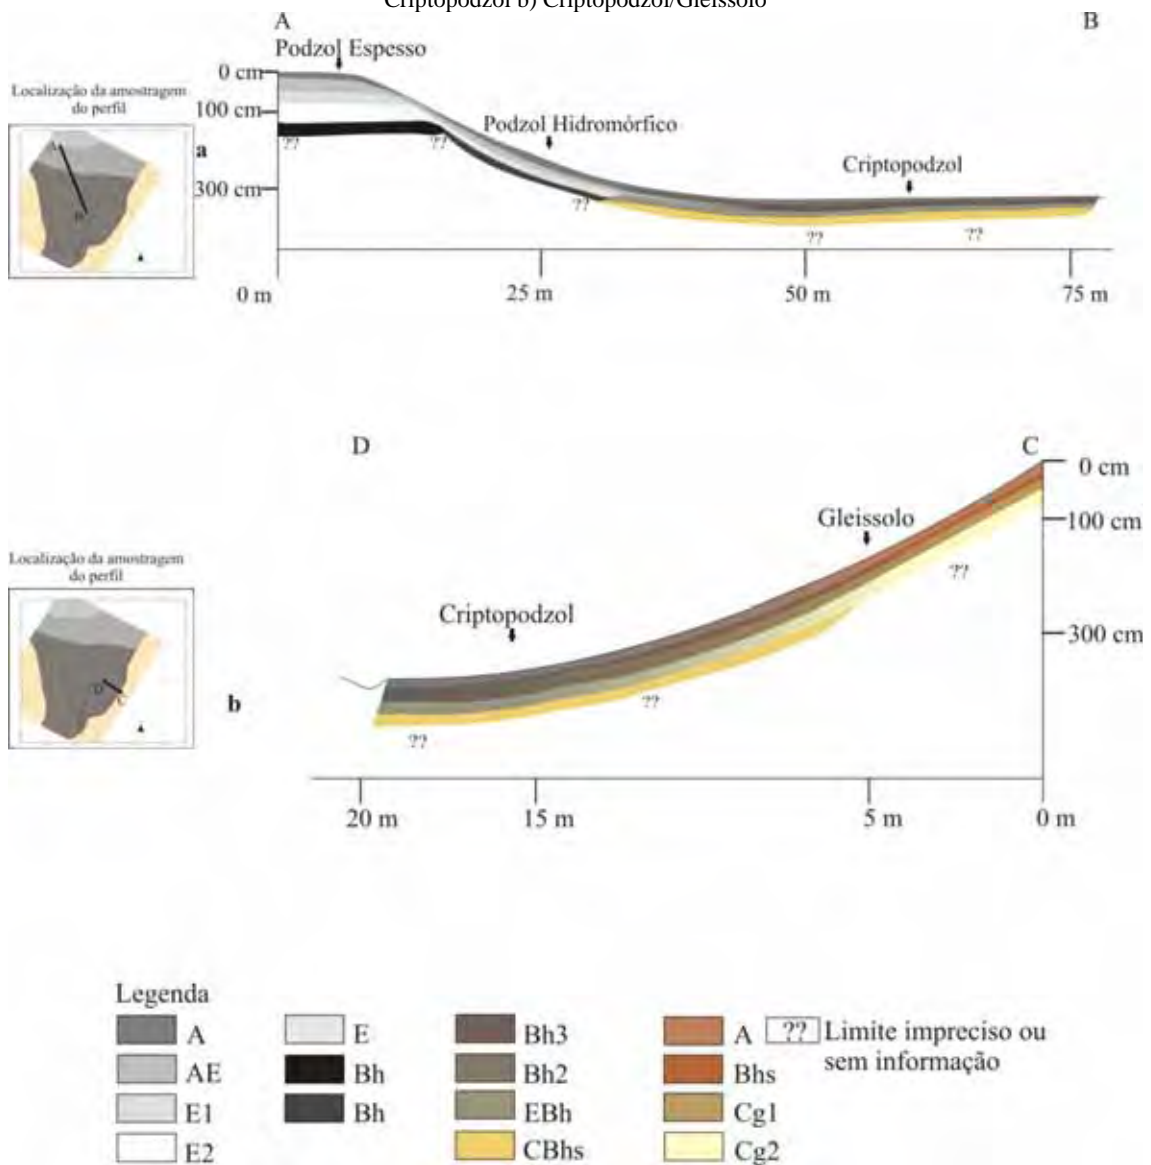 Criptopodzol b) Criptopodzol/Gleissolo
A
B
Podzol Espesso
0 cm
Localização da amostragem
do perfil
100 cm
a
Podzol Hidromórfico
Criptopodzol
300 cm
A
B
??
??
??
??
??
0 m
25 m
50 m
75 m
D
C
0 cm
Gleissolo
100 cm
Localização da amostragem
do perfil
??
Criptopodzol
300 cm
D
C
b
??
??
20 m
15 m
5 m
0 m
Legenda
A
E
Bh3
A
?? Limite impreciso ou
sem informação
AE
Bh
Bh2
Bhs
E1
Bh
EBh
Cg1
E2
CBhs
Cg2